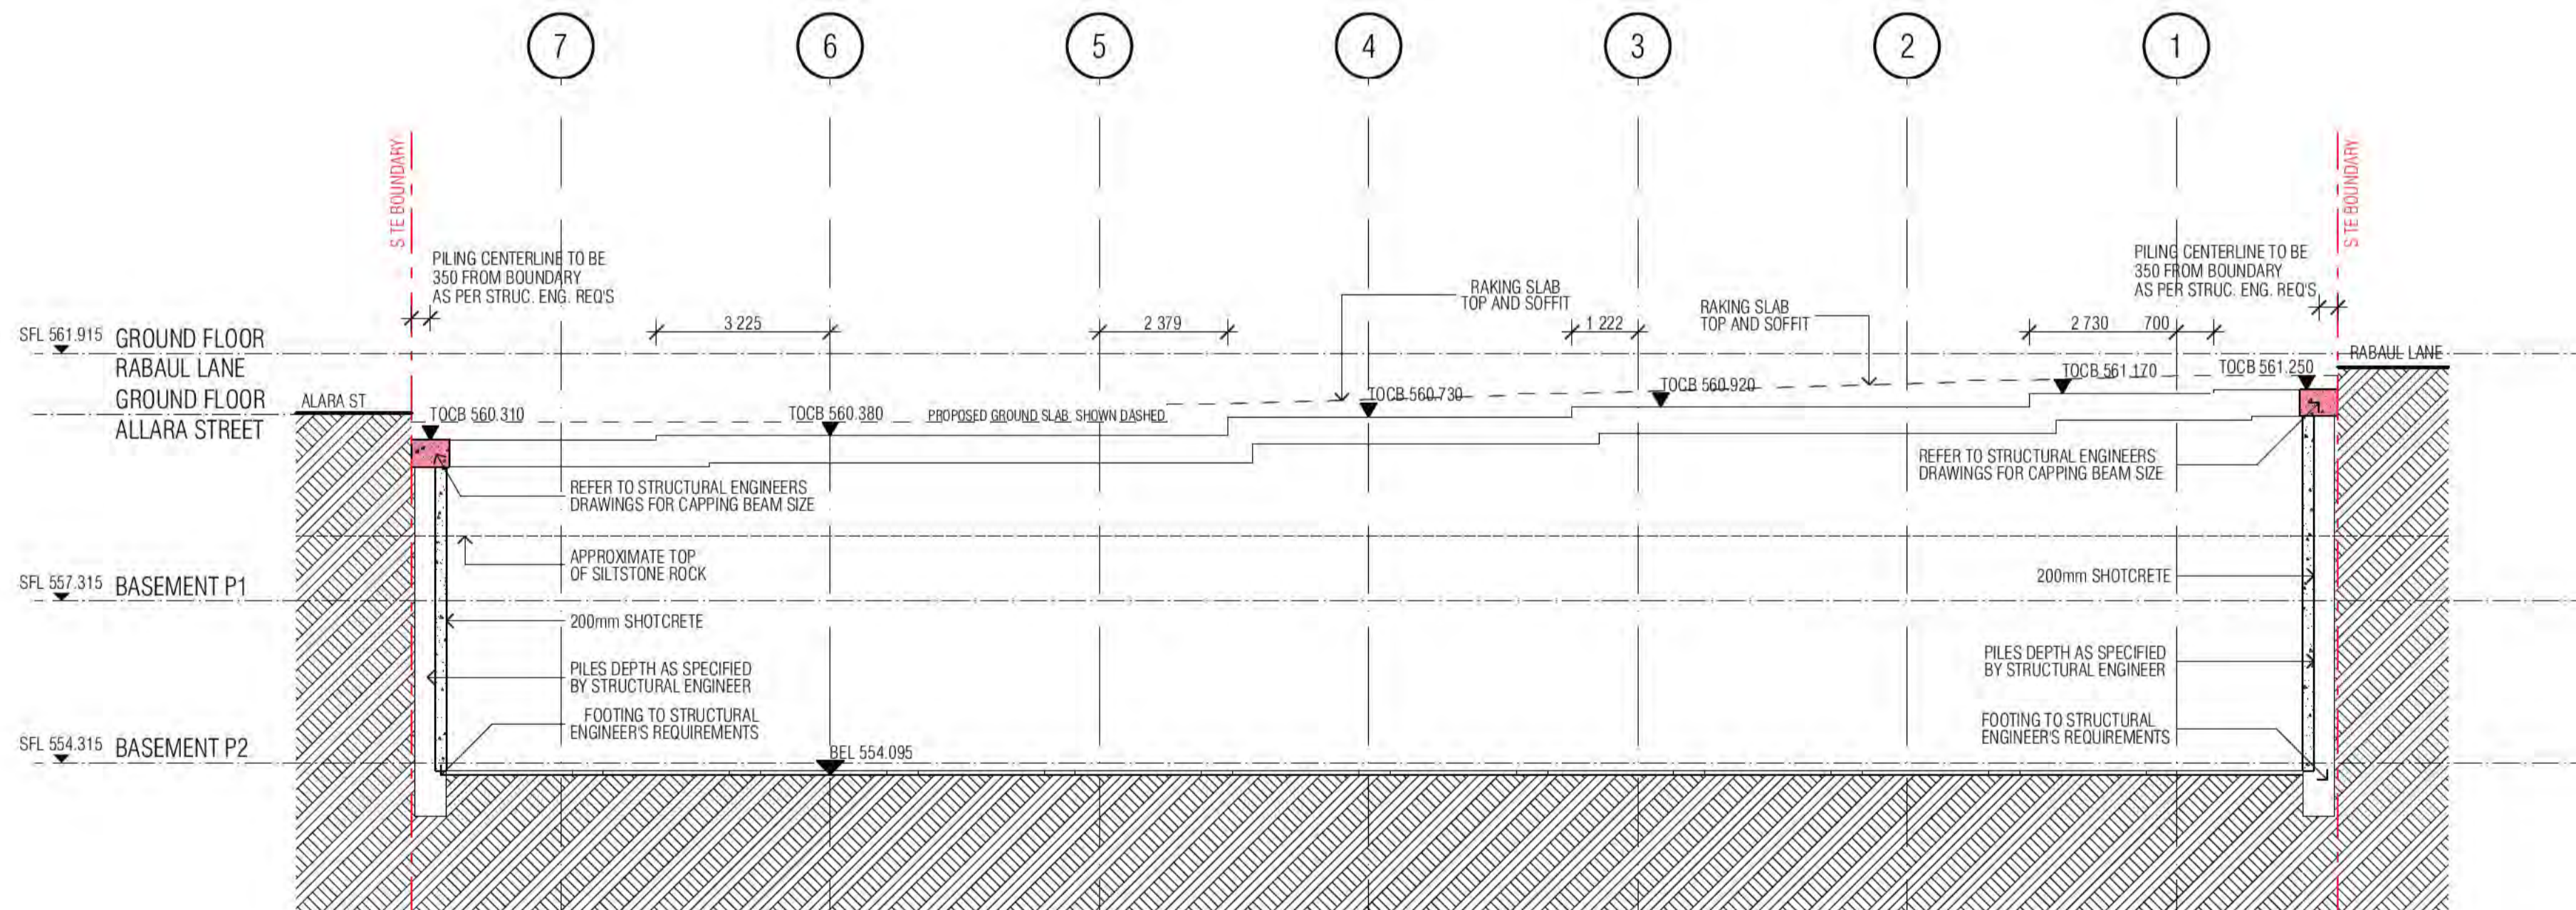 7
6
5
4
3
2
1
S TE BOUNDARY
S TE BOUNDARY
PILING CENTERLINE TO BE
350 FROM BOUNDARY
AS PER STRUC. ENG. REQ'S
PILING CENTERLINE TO BE
350 FROM BOUNDARY
AS PER STRUC. ENG. REQ'S
RAKING SLAB
TOP AND SOFFIT
RAKING SLAB
TOP AND SOFFIT
3 225
2 379
1 222
2 730
700
SFL 561.915
GROUND FLOOR
RABAUL LANE
GROUND FLOOR
ALLARA STREET
ALARA ST
RABAUL LANE
TOCB 560.310
TOCB 560.380
PROPOSED GROUND SLAB SHOWN DASHED
TOCB 560.730
TOCB 560.920
TOCB 561.170
TOCB 561.250
REFER TO STRUCTURAL ENGINEERS
DRAWINGS FOR CAPPING BEAM SIZE
REFER TO STRUCTURAL ENGINEERS
DRAWINGS FOR CAPPING BEAM SIZE
APPROXIMATE TOP
OF SILTSTONE ROCK
SFL 557.315
BASEMENT P1
200mm SHOTCRETE
200mm SHOTCRETE
PILES DEPTH AS SPECIFIED
BY STRUCTURAL ENGINEER
PILES DEPTH AS SPECIFIED
BY STRUCTURAL ENGINEER
FOOTING TO STRUCTURAL
ENGINEER'S REQUIREMENTS
FOOTING TO STRUCTURAL
ENGINEER'S REQUIREMENTS
SFL 554.315
BASEMENT P2
BEL 554.095